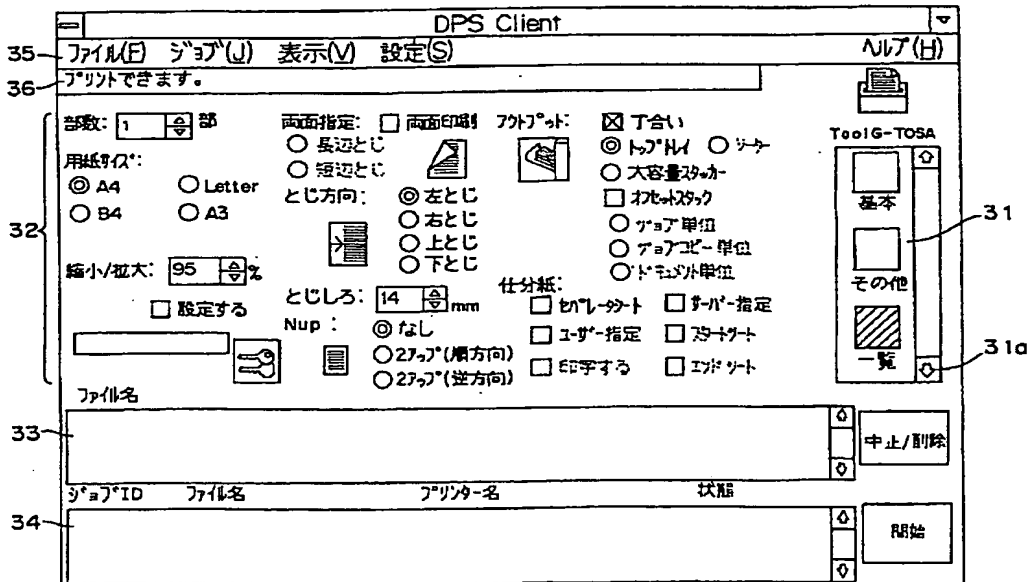 DPS Client
35 ファイル(F) ジョブ(J) 表示(V) 設定(S) ヘルプ(H)
36 プリントできます。
32
部数: 1 部
用紙サイズ:
A4 Letter
B4 A3
縮小/拡大: 95 %
設定する
両面指定: 両面印刷
長辺とじ
短辺とじ
とじ方向: 左とじ
右とじ
上とじ
下とじ
とじしろ: 14 mm
Nup: なし
2アップ(順方向)
2アップ(逆方向)
アウトプット: 丁合い
トップトレイ ソーター
大容量スタッカー
オフセットスタック
ジョブ単位
ジョブコピー単位
ドキュメント単位
仕分紙:
セパレータシート サーバー指定
ユーザー指定 スタートシート
印字する エンドシート
ToolG-TOSA
基本 31
その他
一覧 31a
ファイル名
33 中止/削除
ジョブID ファイル名 プリンター名 状態
34 開始